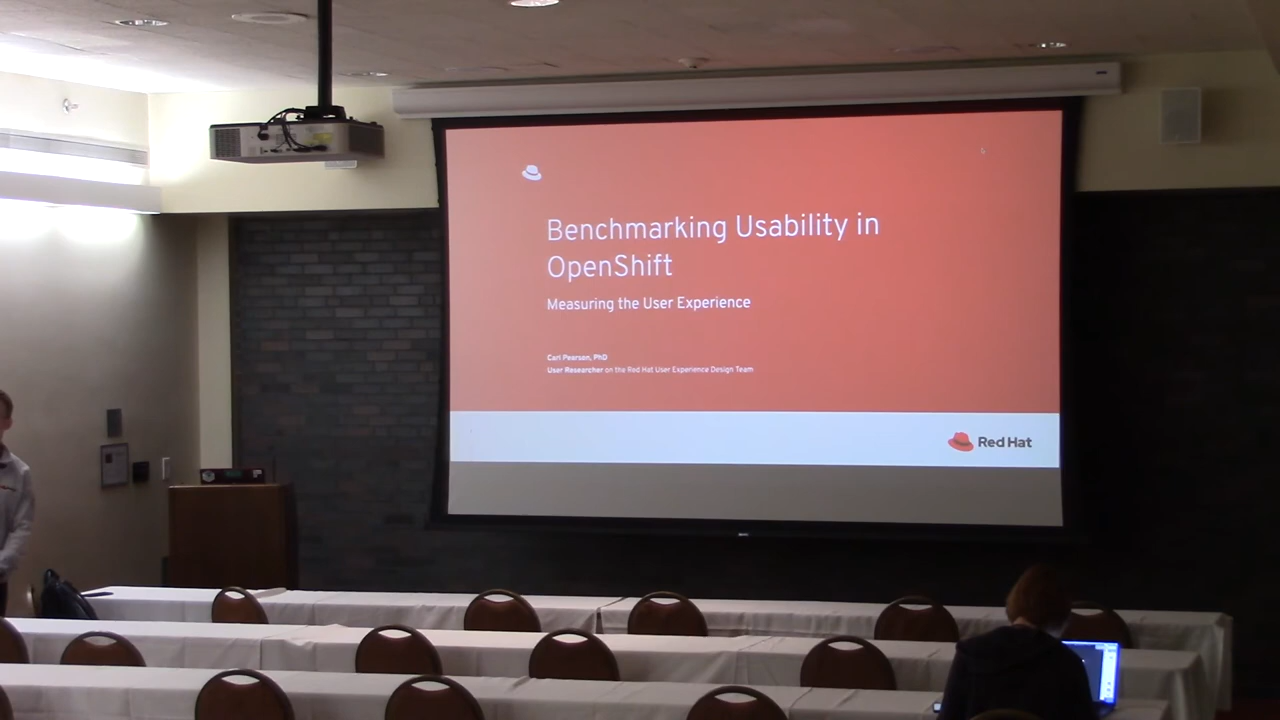 Benchmarking Usability in
OpenShift
Measuring the User Experience
Carl Pearson, PhD
User Researcher on the Red Hat User Experience Design Team
Red Hat